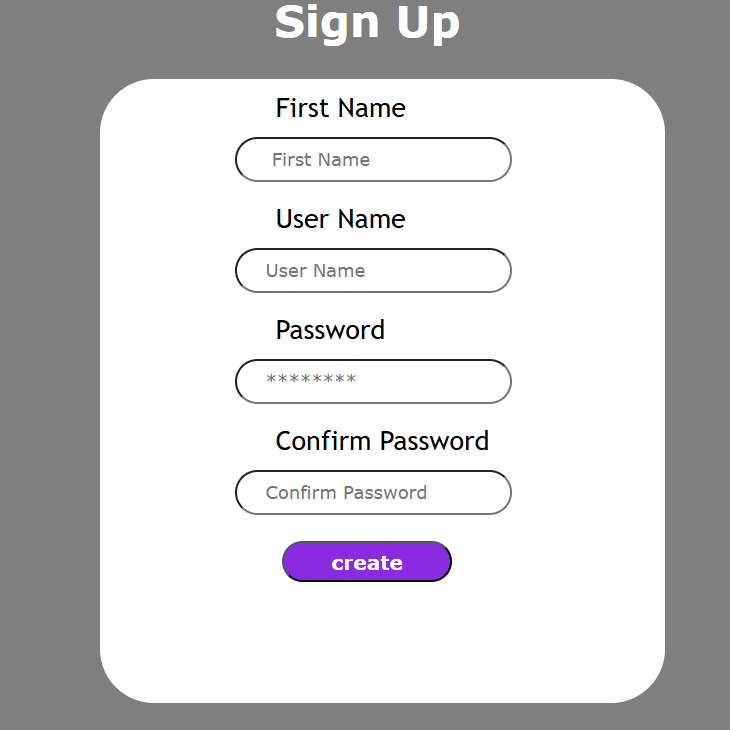 Sign Up
First Name
First Name
User Name
User Name
Password
********
Confirm Password
Confirm Password
create